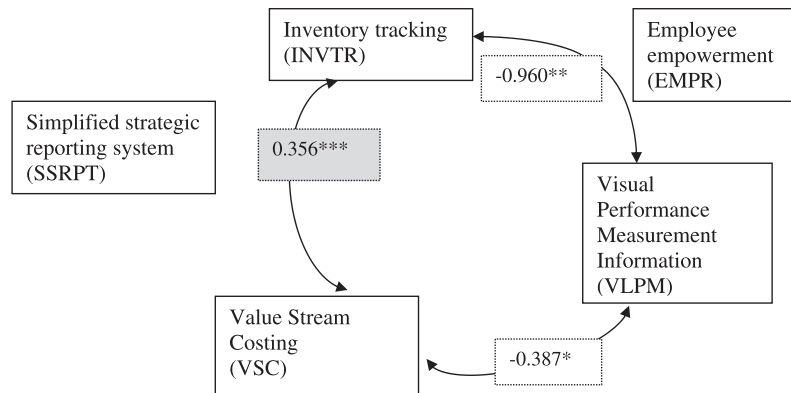 Inventory tracking
(INVTR)
Employee
empowerment
(EMPR)
-0.960**
Simplified strategic
reporting system
(SSRPT)
0.356***
Visual
Performance
Measurement
Information
(VLPM)
Value Stream
Costing
(VSC)
-0.387*